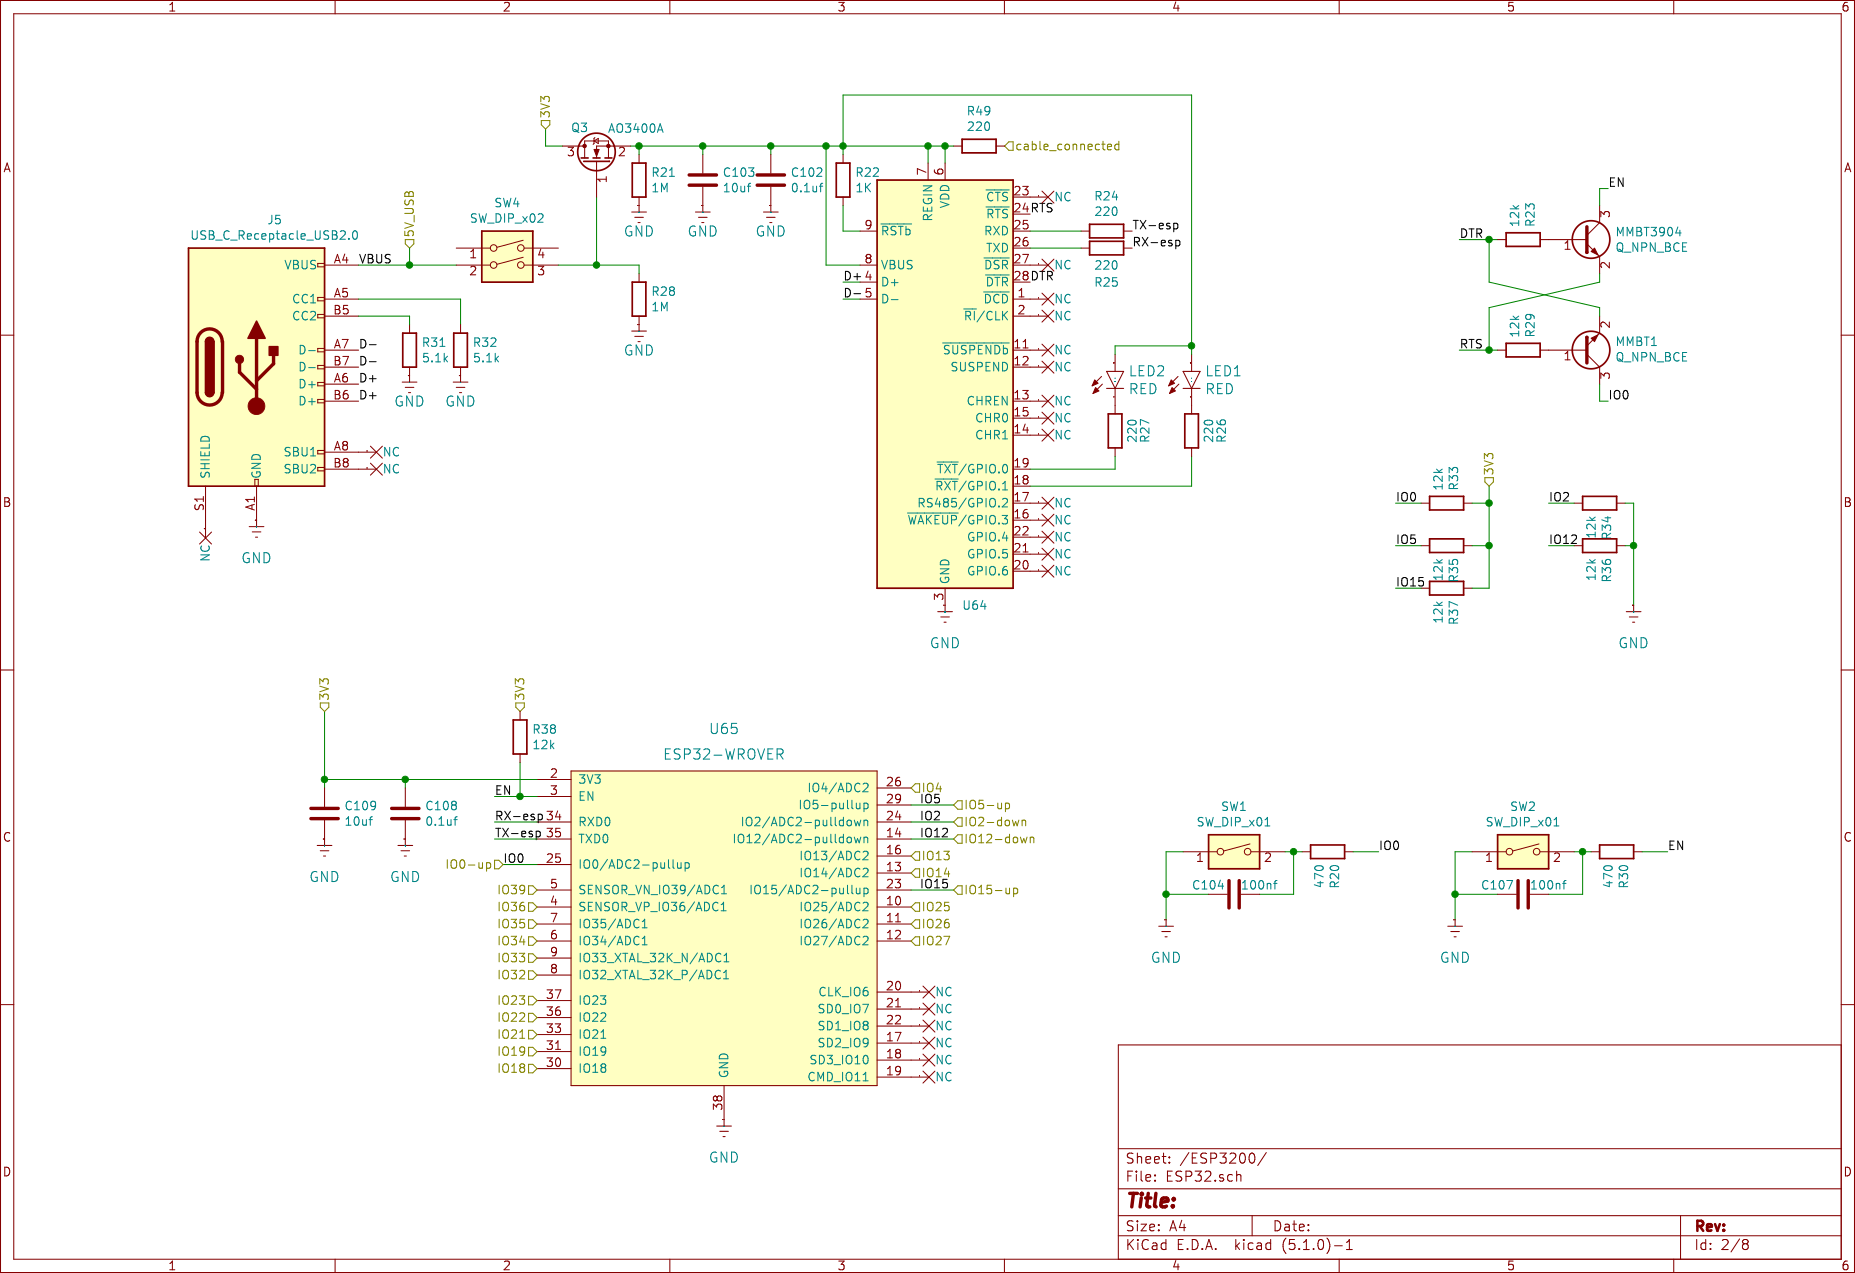 1 2 3 4 5 6
A
B
C
D
3V3
Q3 AO3400A
3 2
1
R21
1M
GND
C103
10uf
GND
C102
0.1uf
GND
R22
1K
R49
220
cable_connected
5V_USB
SW4
SW_DIP_x02
1 4
2 3
R28
1M
GND
J5
USB_C_Receptacle_USB2.0
VBUS A4 VBUS
CC1 A5
CC2 B5
D- A7 D-
D- B7 D-
D+ A6 D+
D+ B6 D+
SBU1 A8 NC
SBU2 B8 NC
SHIELD GND
S1 A1
NC
GND
R31
5.1k
GND
R32
5.1k
GND
7 6
REGIN VDD
9 RSTb
8 VBUS
D+ 4 D+
D- 5 D-
CTS 23 NC
RTS 24 RTS
RXD 25
TXD 26
DSR 27 NC
DTR 28 DTR
DCD 1 NC
RI/CLK 2 NC
SUSPENDb 11 NC
SUSPEND 12 NC
CHREN 13 NC
CHR0 15 NC
CHR1 14 NC
TXT/GPIO.0 19
RXT/GPIO.1 18
RS485/GPIO.2 17 NC
WAKEUP/GPIO.3 16 NC
GPIO.4 22 NC
GPIO.5 21 NC
GPIO.6 20 NC
GND
3
U64
GND
R24
220
TX-esp
RX-esp
220
R25
LED2
RED
LED1
RED
220
R27
220
R26
EN
DTR
12k
R23
1
3
2
MMBT3904
Q_NPN_BCE
RTS
12k
R29
1
2
3
MMBT1
Q_NPN_BCE
IO0
3V3
IO0
12k
R33
IO5
12k
R35
IO15
12k
R37
IO2
12k
R34
IO12
12k
R36
GND
3V3
C109
10uf
GND
C108
0.1uf
GND
3V3
R38
12k
U65
ESP32-WROVER
2 3V3
EN 3 EN
RX-esp 34 RXD0
TX-esp 35 TXD0
IO0-up IO0 25 IO0/ADC2-pullup
IO39 5 SENSOR_VN_IO39/ADC1
IO36 4 SENSOR_VP_IO36/ADC1
IO35 7 IO35/ADC1
IO34 6 IO34/ADC1
IO33 9 IO33_XTAL_32K_N/ADC1
IO32 8 IO32_XTAL_32K_P/ADC1
IO23 37 IO23
IO22 36 IO22
IO21 33 IO21
IO19 31 IO19
IO18 30 IO18
IO4/ADC2 26 IO4
IO5-pullup 29 IO5 IO5-up
IO2/ADC2-pulldown 24 IO2 IO2-down
IO12/ADC2-pulldown 14 IO12 IO12-down
IO13/ADC2 16 IO13
IO14/ADC2 13 IO14
IO15/ADC2-pullup 23 IO15 IO15-up
IO25/ADC2 10 IO25
IO26/ADC2 11 IO26
IO27/ADC2 12 IO27
CLK_IO6 20 NC
SD0_IO7 21 NC
SD1_IO8 22 NC
SD2_IO9 17 NC
SD3_IO10 18 NC
CMD_IO11 19 NC
GND
38
GND
SW1
SW_DIP_x01
1 2
C104 100nf
470
R20
IO0
GND
SW2
SW_DIP_x01
1 2
C107 100nf
470
R30
EN
GND
Sheet: /ESP3200/
File: ESP32.sch
Title:
Size: A4 Date: Rev:
KiCad E.D.A. kicad (5.1.0)-1 Id: 2/8
A
B
C
D
1 2 3 4 5 6